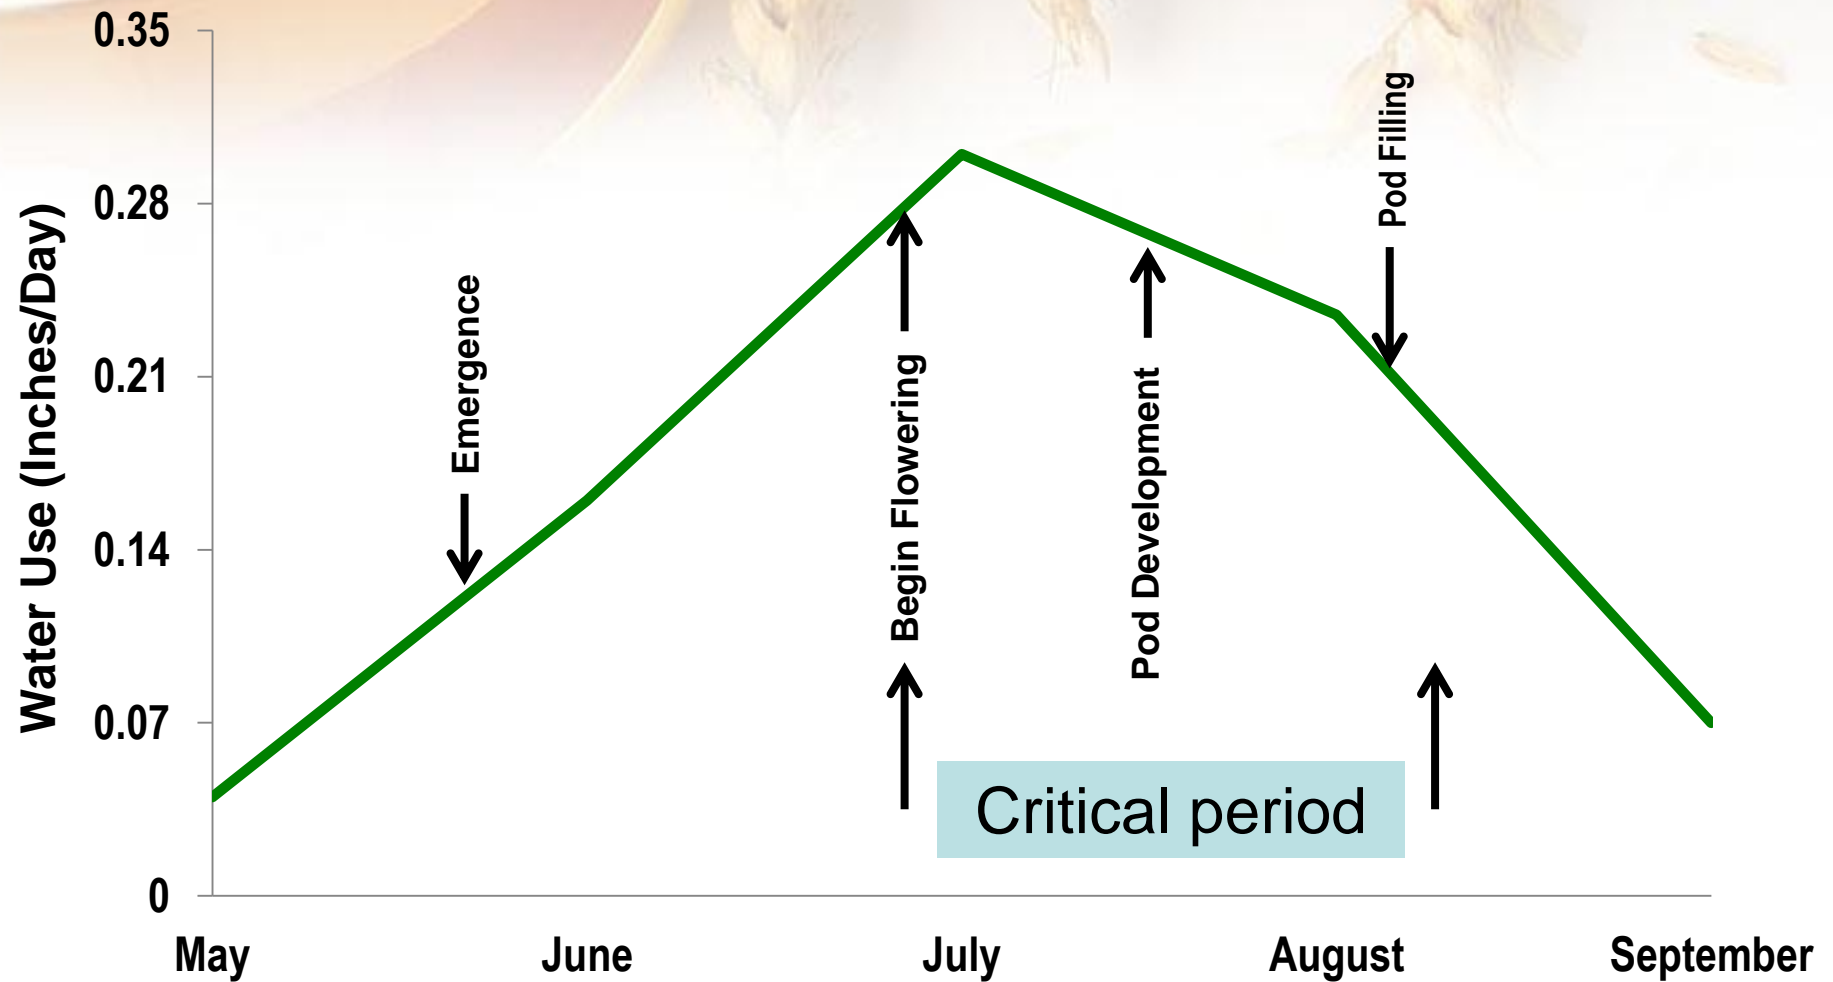 0.35
0.28
0.21
0.14
0.07
0
Water Use (Inches/Day)
Emergence
Begin Flowering
Pod Development
Pod Filling
Critical period
May
June
July
August
September